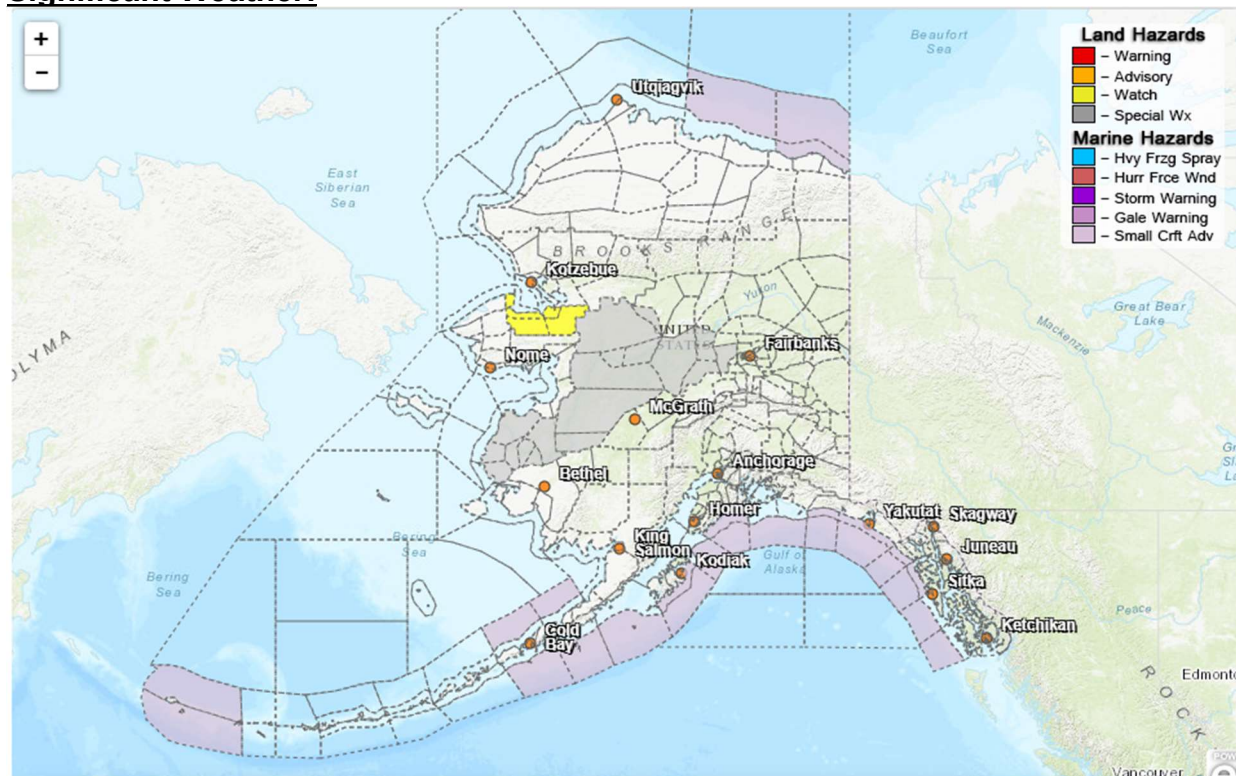 Significant Weather:
+
−
Land Hazards
– Warning
– Advisory
– Watch
– Special Wx
Marine Hazards
– Hvy Frzg Spray
– Hurr Frce Wnd
– Storm Warning
– Gale Warning
– Small Crft Adv
Beaufort
Sea
Utqiagvik
East
Siberian
Sea
BROOKS RANGE
Kotzebue
Yukon
Great Bear
Lake
Mackenzie
UNITED
STATES
OLYMA
Nome
Fairbanks
McGrath
Bethel
Anchorage
Homer
Yakutat
Skagway
Bering
Sea
King
Salmon
Kodiak
Gulf of
Alaska
Juneau
Bering
Sea
Sitka
Peace
Cold
Bay
Ketchikan
ROCK
Edmonto
Vancouver